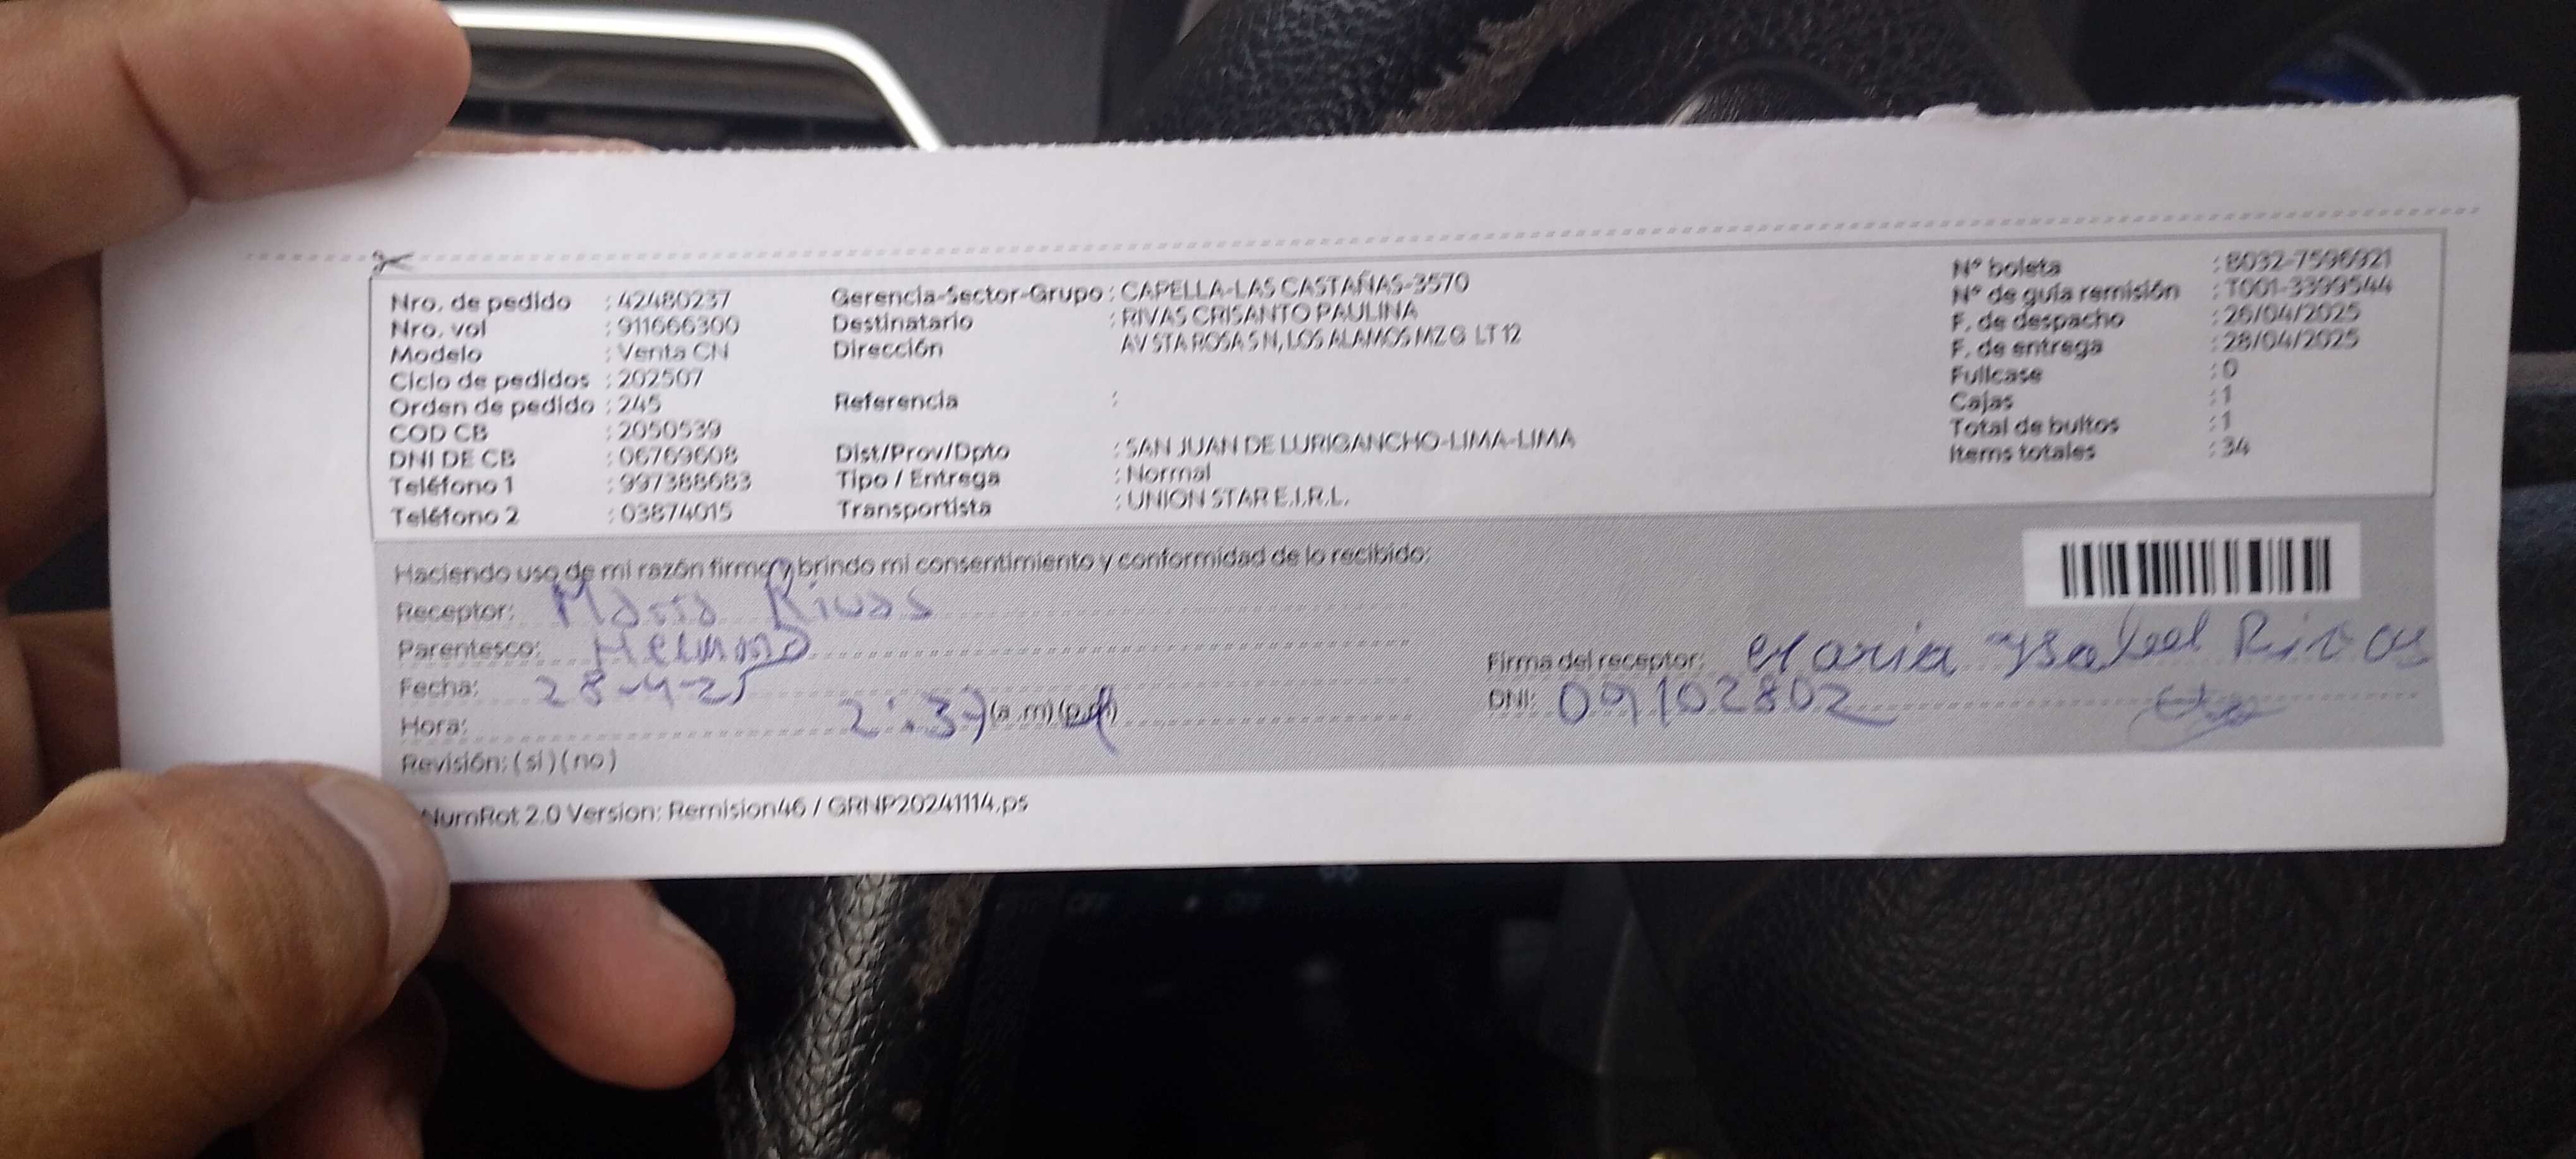 Nro. de pedido : 42480237
Nro. vol : 911666300
Modelo : Venta CN
Ciclo de pedidos : 202507
Orden de pedido : 245
COD CB : 2050539
DNI DE CB : 06769608
Teléfono 1 : 997388683
Teléfono 2 : 03874015
Gerencia-Sector-Grupo : CAPELLA-LAS CASTAÑAS-3570
Destinatario : RIVAS CRISANTO PAULINA
Dirección AV STA ROSA S N, LOS ALAMOS MZ G LT 12
Referencia :
Dist/Prov/Dpto : SAN JUAN DE LURIGANCHO-LIMA-LIMA
Tipo / Entrega : Normal
Transportista : UNION STAR E.I.R.L.
N° boleta : B032-7596921
N° de guía remisión : T001-3399544
F. de despacho : 26/04/2025
F. de entrega : 28/04/2025
Fullcase : 0
Cajas : 1
Total de bultos : 1
Items totales : 34
Haciendo uso de mi razón firmo y brindo mi consentimiento y conformidad de lo recibido:
Receptor: Maria Rivas
Parentesco: Hermana
Fecha: 28-4-25
Hora: 2:37 (a.m) (p.m)
Revisión: (si) (no)
Firma del receptor: Maria Ysabel Rivas
DNI: 09102802
NumRot 2.0 Version: Remision46 / GRNP20241114.ps